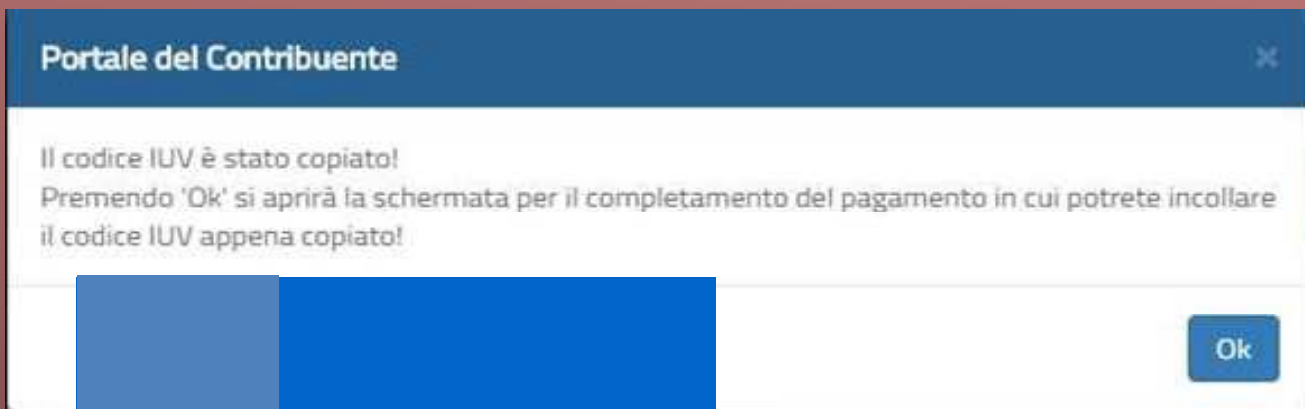 Portale del Contribuente
×
Il codice IUV è stato copiato!
Premendo 'Ok' si aprirà la schermata per il completamento del pagamento in cui potrete incollare
il codice IUV appena copiato!
Ok